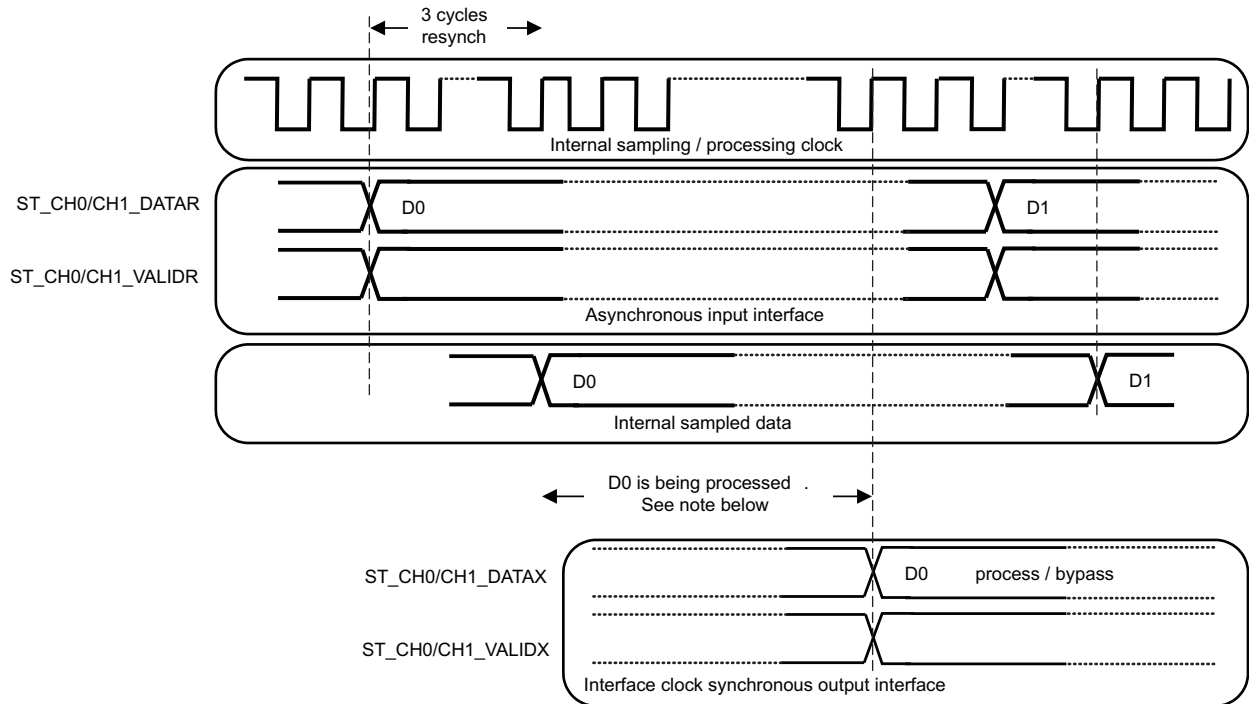 3 cycles
resynch
Internal sampling / processing clock
ST_CH0/CH1_DATAR
D0
D1
ST_CH0/CH1_VALIDR
Asynchronous input interface
D0
D1
Internal sampled data
D0 is being processed .
See note below
ST_CH0/CH1_DATAX
D0 process / bypass
ST_CH0/CH1_VALIDX
Interface clock synchronous output interface